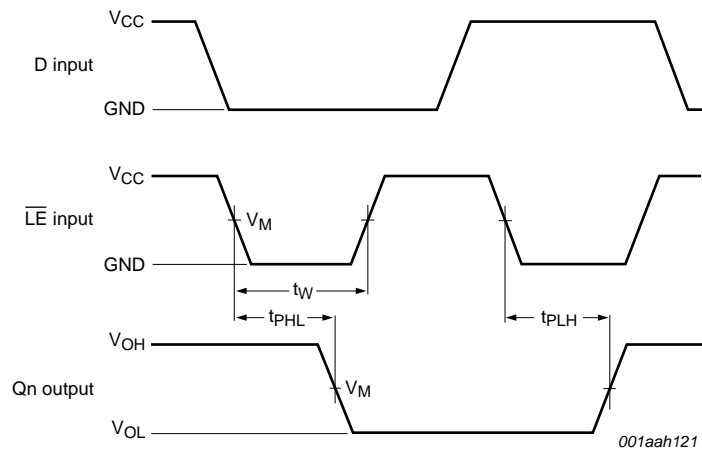 VCC
D input
GND
VCC
LE input
VM
GND
tW
tPHL
tPLH
VOH
Qn output
VM
VOL
001aah121